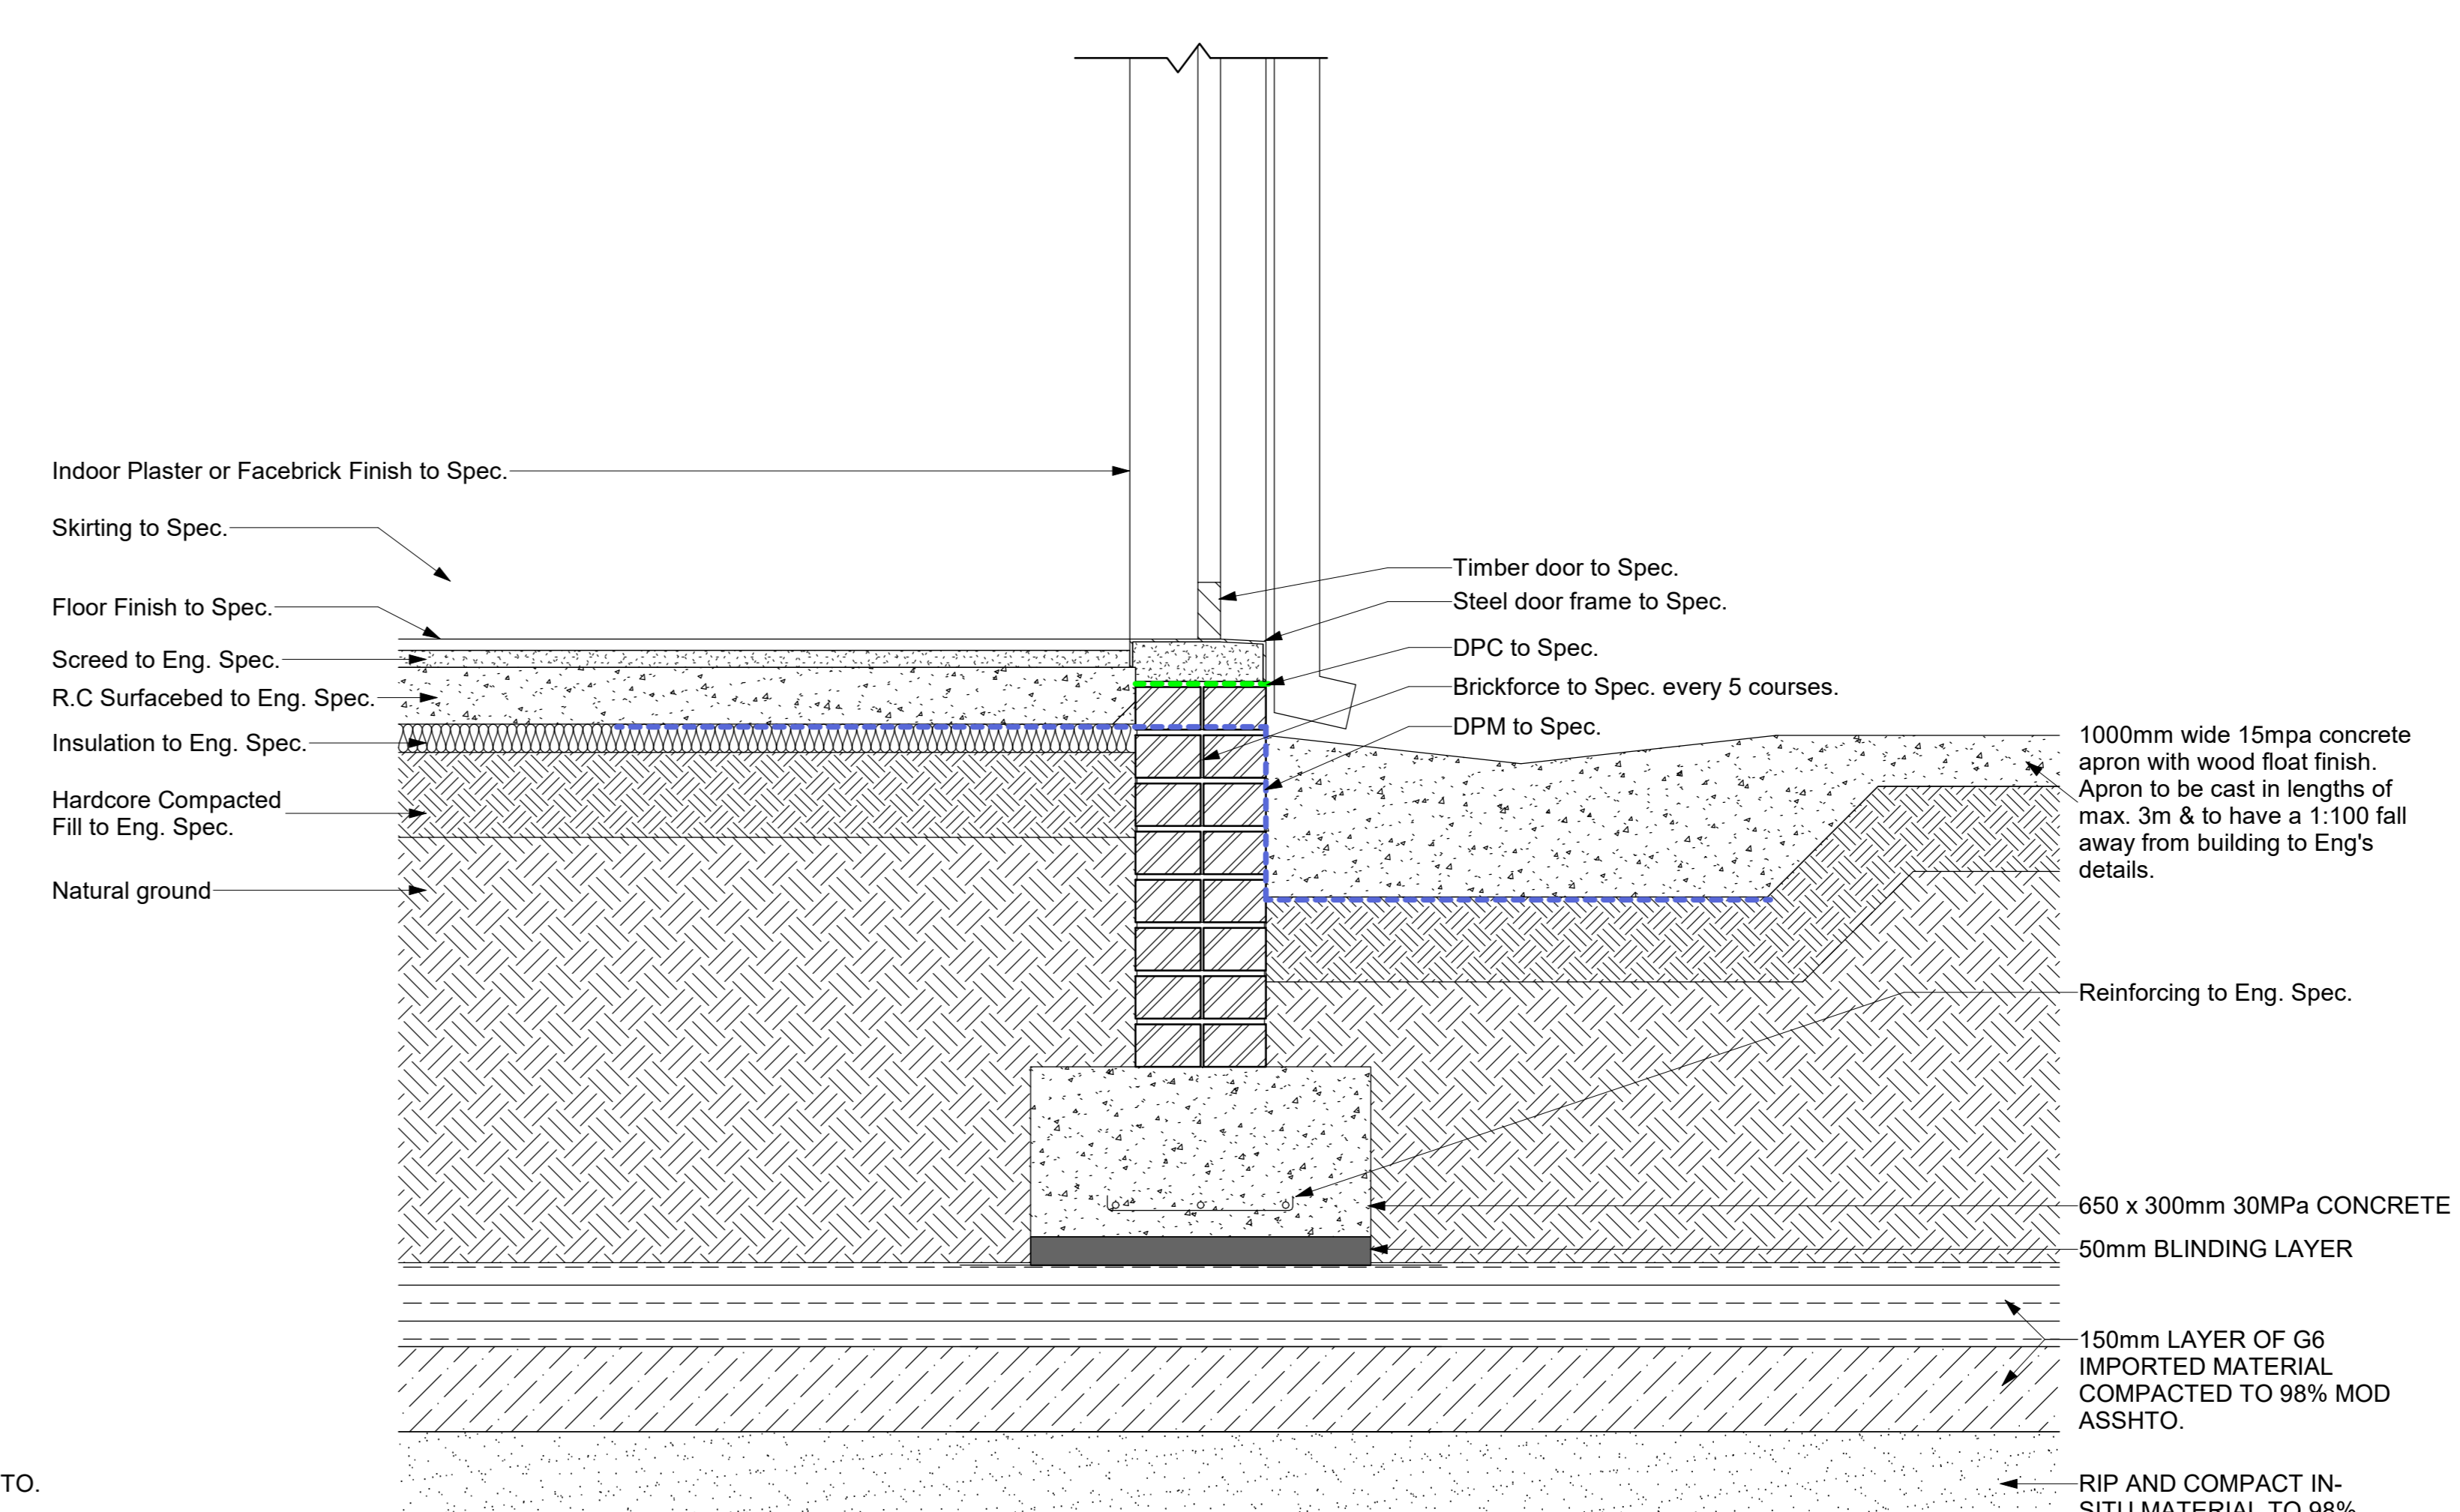 Indoor Plaster or Facebrick Finish to Spec.
Skirting to Spec.
Floor Finish to Spec.
Screed to Eng. Spec.
R.C Surfacebed to Eng. Spec.
Insulation to Eng. Spec.
Hardcore Compacted
Fill to Eng. Spec.
Natural ground
TO.
Timber door to Spec.
Steel door frame to Spec.
DPC to Spec.
Brickforce to Spec. every 5 courses.
DPM to Spec.
1000mm wide 15mpa concrete
apron with wood float finish.
Apron to be cast in lengths of
max. 3m & to have a 1:100 fall
away from building to Eng's
details.
Reinforcing to Eng. Spec.
650 x 300mm 30MPa CONCRETE
50mm BLINDING LAYER
150mm LAYER OF G6
IMPORTED MATERIAL
COMPACTED TO 98% MOD
ASSHTO.
RIP AND COMPACT IN-
SITU MATERIAL TO 98%